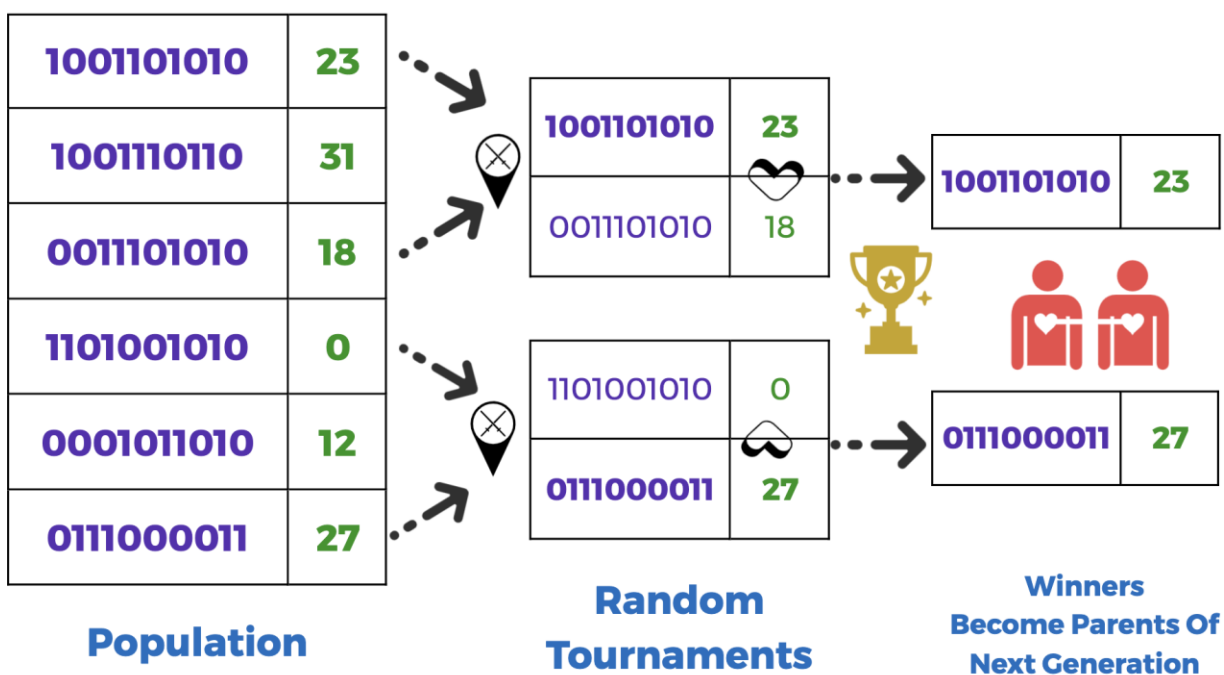 1001101010 23
1001110110 31
0011101010 18
1101001010 0
0001011010 12
0111000011 27
Population
1001101010 23
0011101010 18
1101001010 0
0111000011 27
Random
Tournaments
1001101010 23
0111000011 27
Winners
Become Parents Of
Next Generation